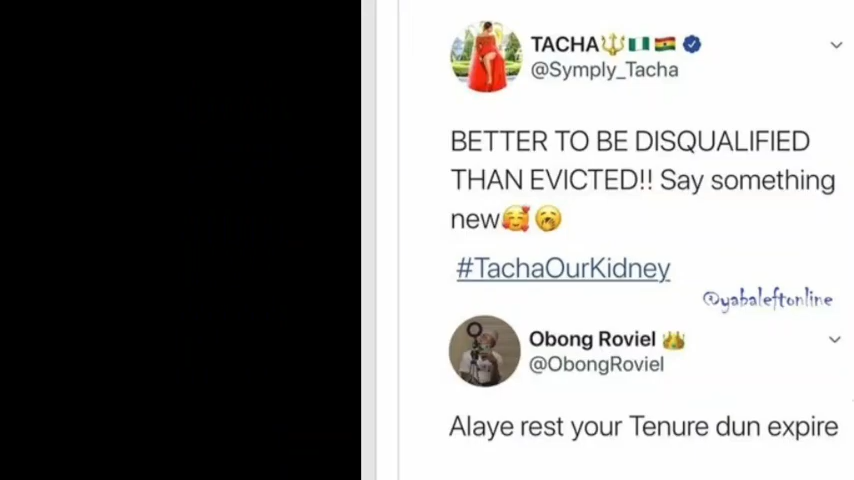 TACHA🔱🇳🇬🇬🇭
@Symply_Tacha
BETTER TO BE DISQUALIFIED
THAN EVICTED!! Say something
new🥰😭
#TachaOurKidney
@yabaleftonline
Obong Roviel 👑
@ObongRoviel
Alaye rest your Tenure dun expire